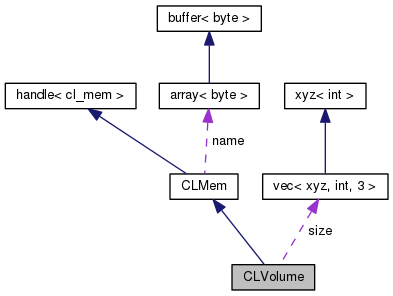 buffer< byte >
handle< cl_mem >
array< byte >
xyz< int >
name
CLMem
vec< xyz, int, 3 >
size
CLVolume